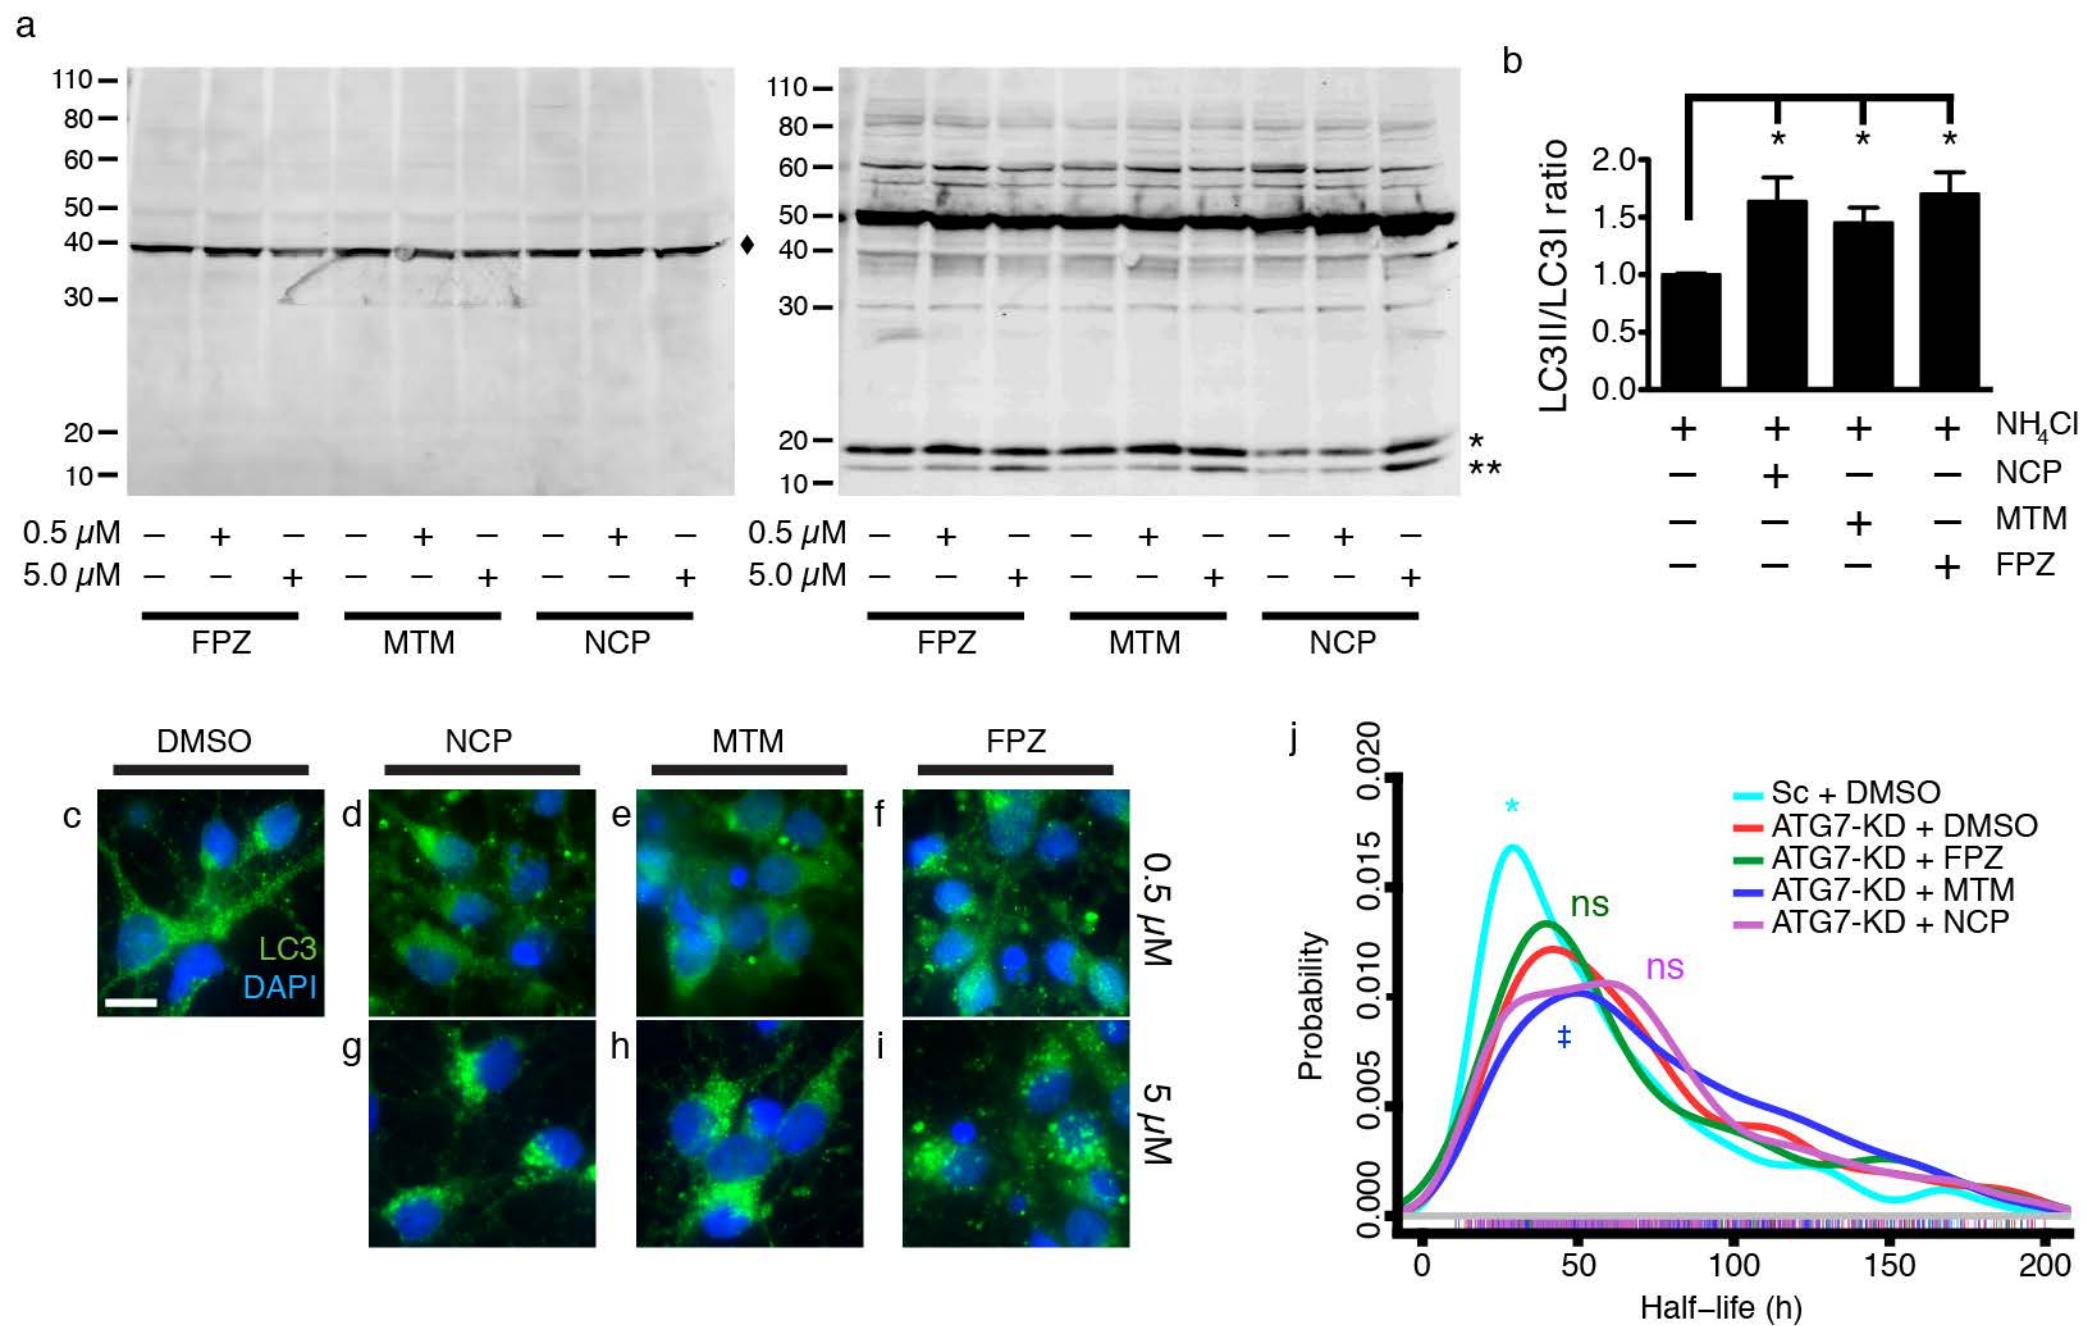 a
110
80
60
50
40
30
20
10
♦
0.5 µM – + – – + – – + –
5.0 µM – – + – – + – – +
FPZ MTM NCP
110
80
60
50
40
30
20
10
*
**
0.5 µM – + – – + – – + –
5.0 µM – – + – – + – – +
FPZ MTM NCP
b
* * *
LC3II/LC3I ratio
2.0
1.5
1.0
0.5
0.0
+ + + + NH4Cl
– + – – NCP
– – + – MTM
– – – + FPZ
DMSO NCP MTM FPZ
c
LC3
DAPI
d
e
f
0.5 µM
g
h
i
5 µM
j
Probability
0.020
0.015
0.010
0.005
0.000
*
ns
ns
‡
Sc + DMSO
ATG7-KD + DMSO
ATG7-KD + FPZ
ATG7-KD + MTM
ATG7-KD + NCP
0 50 100 150 200
Half–life (h)